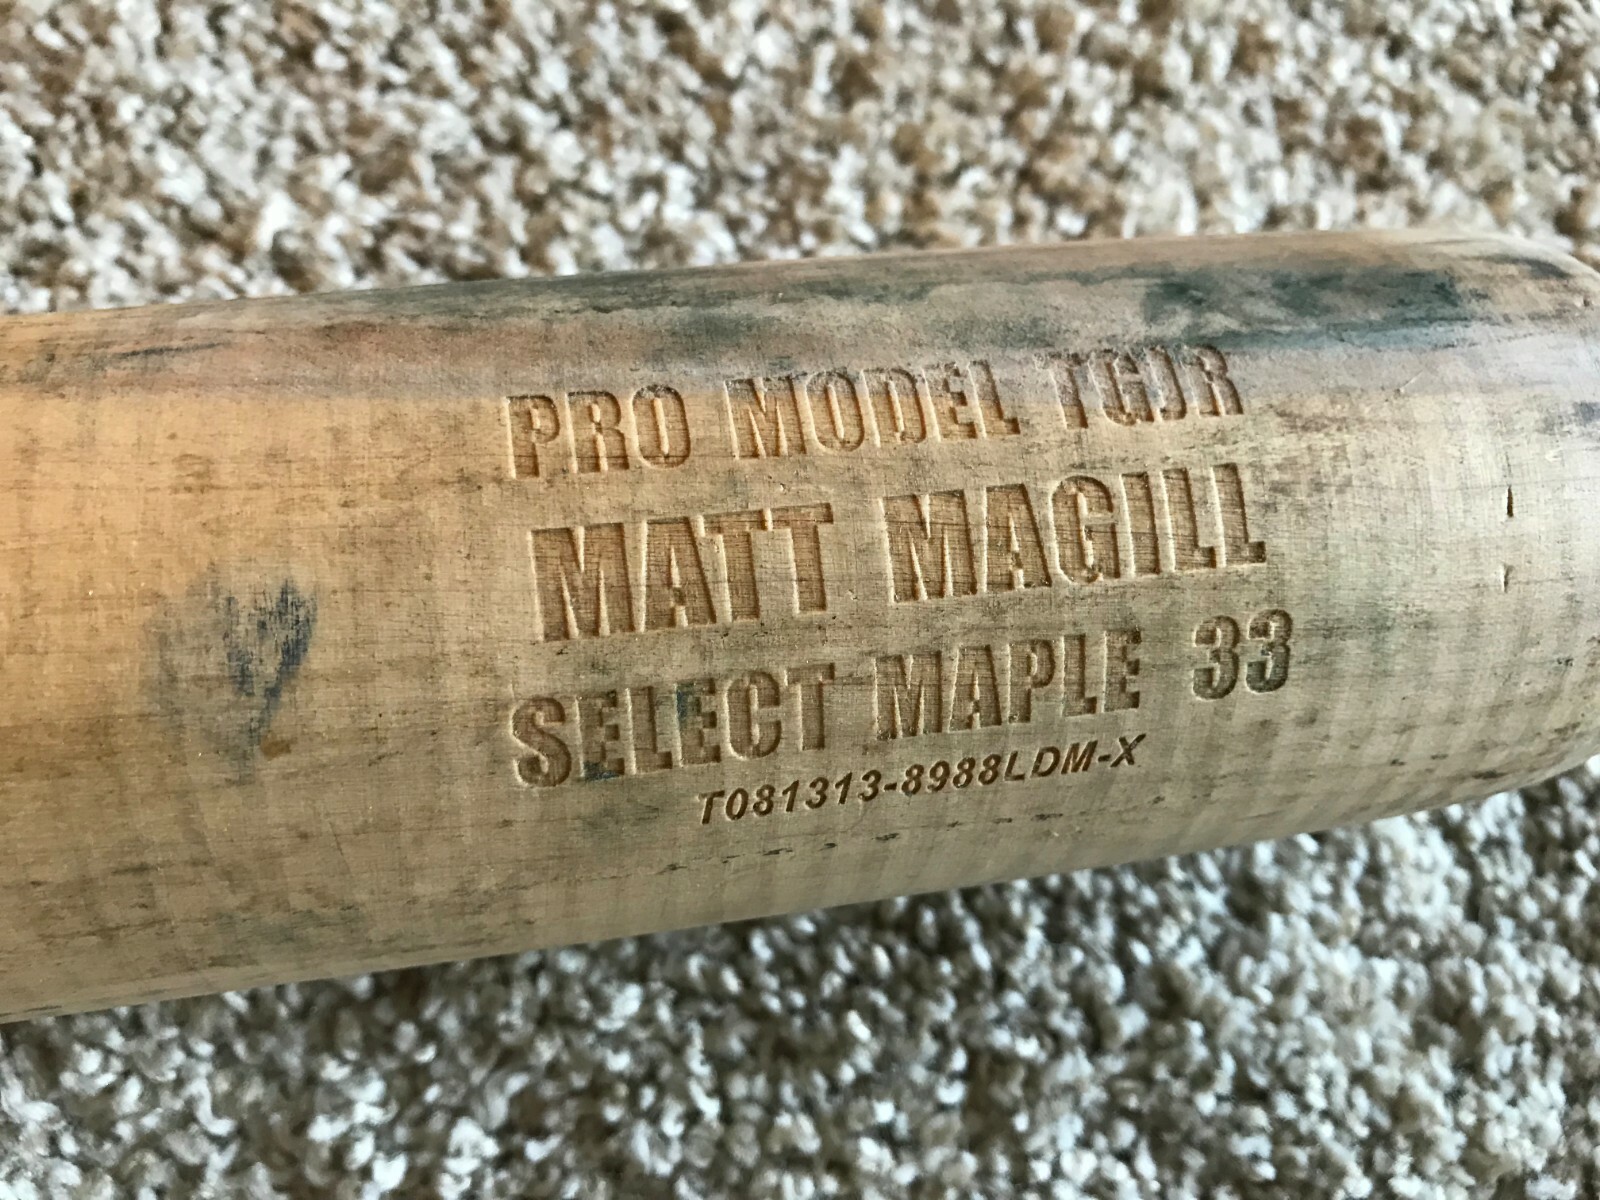 PRO MODEL TGJR
MATT MAGILL
SELECT MAPLE 33
T081313-8988LDM-X